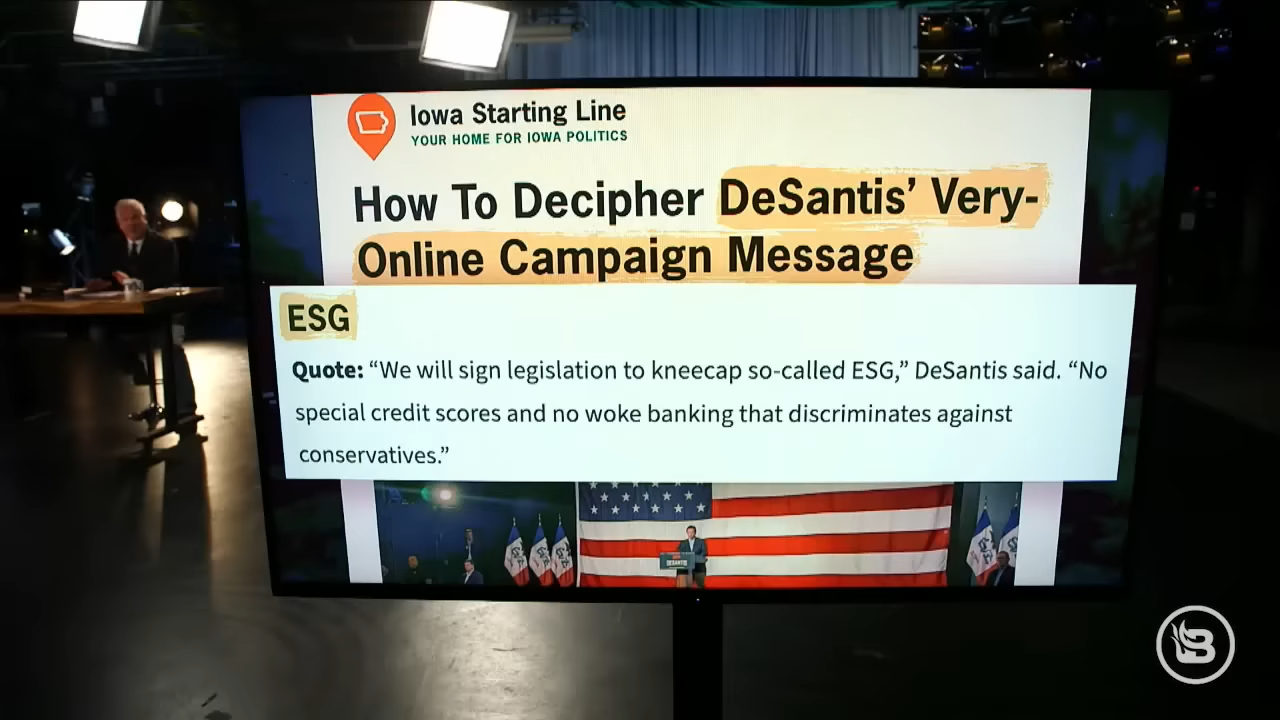 Iowa Starting Line
YOUR HOME FOR IOWA POLITICS
How To Decipher DeSantis’ Very-
Online Campaign Message
ESG
Quote: “We will sign legislation to kneecap so-called ESG,” DeSantis said. “No
special credit scores and no woke banking that discriminates against
conservatives.”
DESANTIS
B